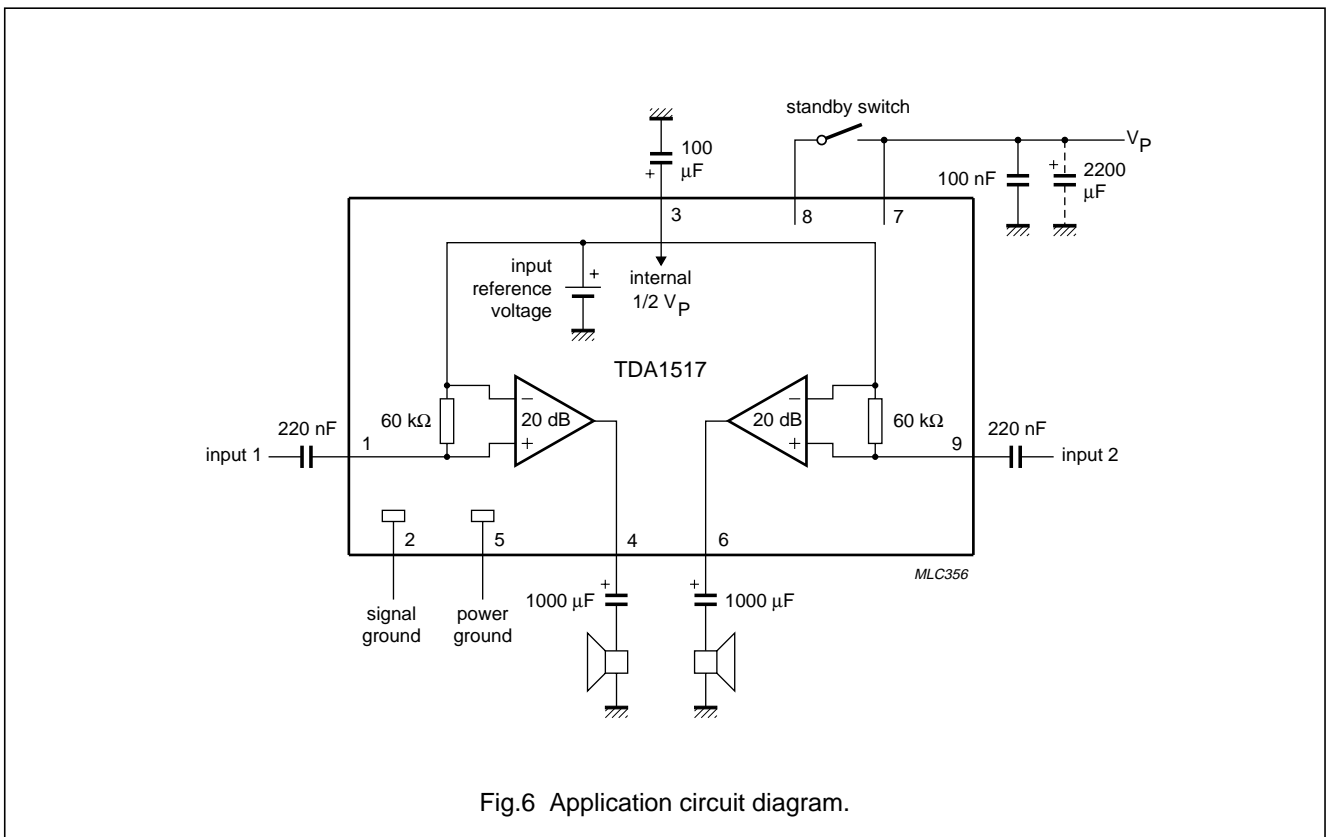 standby switch
100
μF
+
V
P
100 nF
+
2200
μF
3
8
7
input
reference
voltage
+
internal
1/2 V
P
TDA1517
60 kΩ
−
+
20 dB
20 dB
−
+
60 kΩ
220 nF
input 1
1
9
220 nF
input 2
2
5
4
6
MLC356
signal
ground
power
ground
+
1000 μF
+
1000 μF
Fig.6 Application circuit diagram.